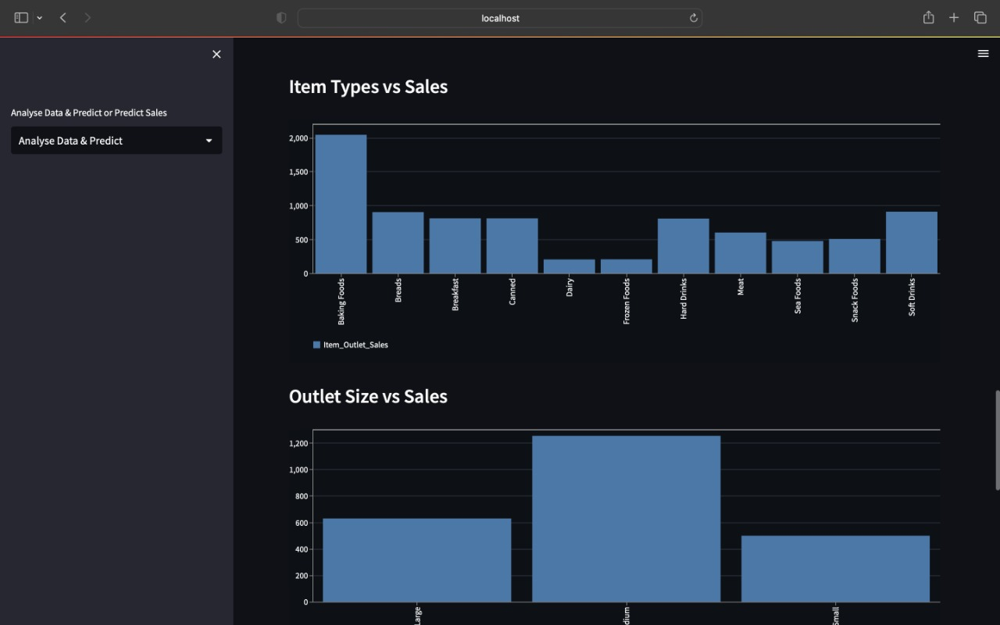 localhost
Analyse Data & Predict or Predict Sales
Analyse Data & Predict
Item Types vs Sales
2,000
1,500
1,000
500
0
Baking Foods
Breads
Breakfast
Canned
Dairy
Frozen Foods
Hard Drinks
Meat
Sea Foods
Snack Foods
Soft Drinks
Item_Outlet_Sales
Outlet Size vs Sales
1,200
1,000
800
600
400
200
0
Large
dium
Small